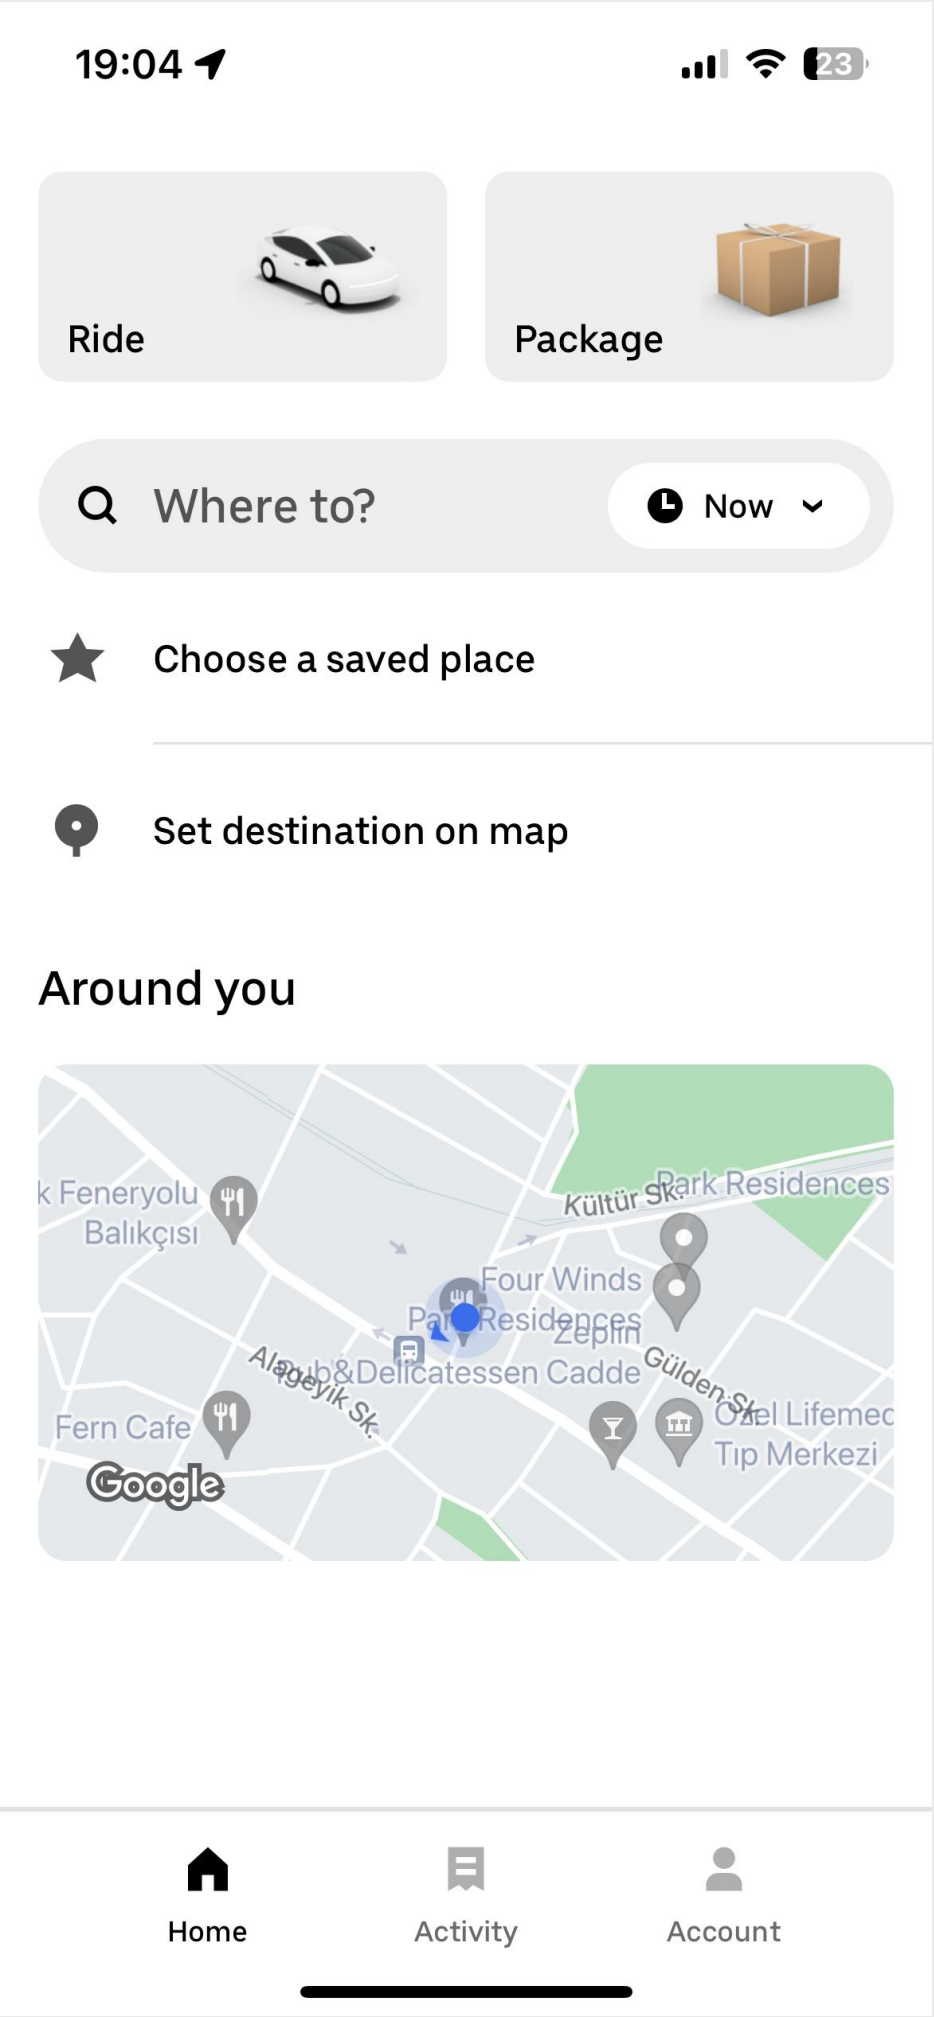 19:04
23
Ride
Package
Where to?
Now
Choose a saved place
Set destination on map
Around you
k Feneryolu
Balıkçısı
Kültür Sk.
Park Residences
Four Winds
Park Residences
Zeplin
Pub&Delicatessen Cadde
Alageyik Sk.
Gülden Sk.
Fern Cafe
Özel Lifemed
Tıp Merkezi
Google
Home
Activity
Account